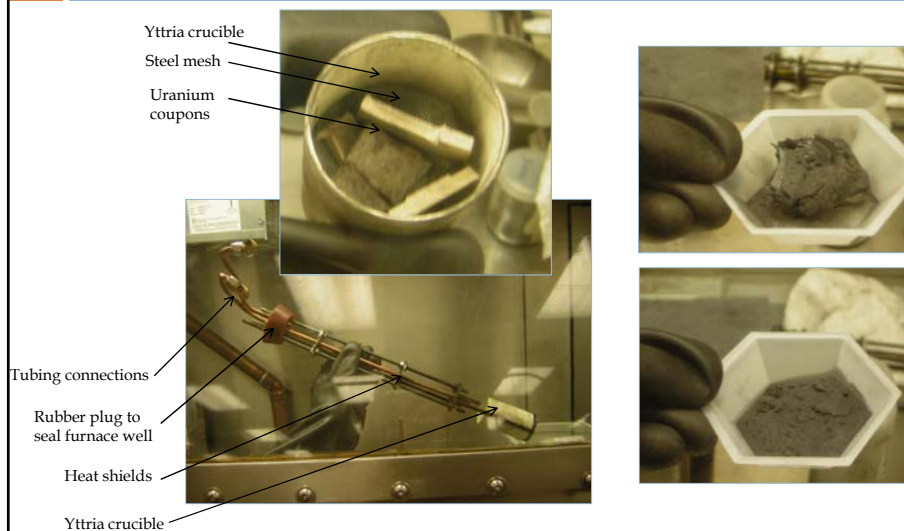 Yttria crucible
Steel mesh
Uranium
coupons
Tubing connections
Rubber plug to
seal furnace well
Heat shields
Yttria crucible